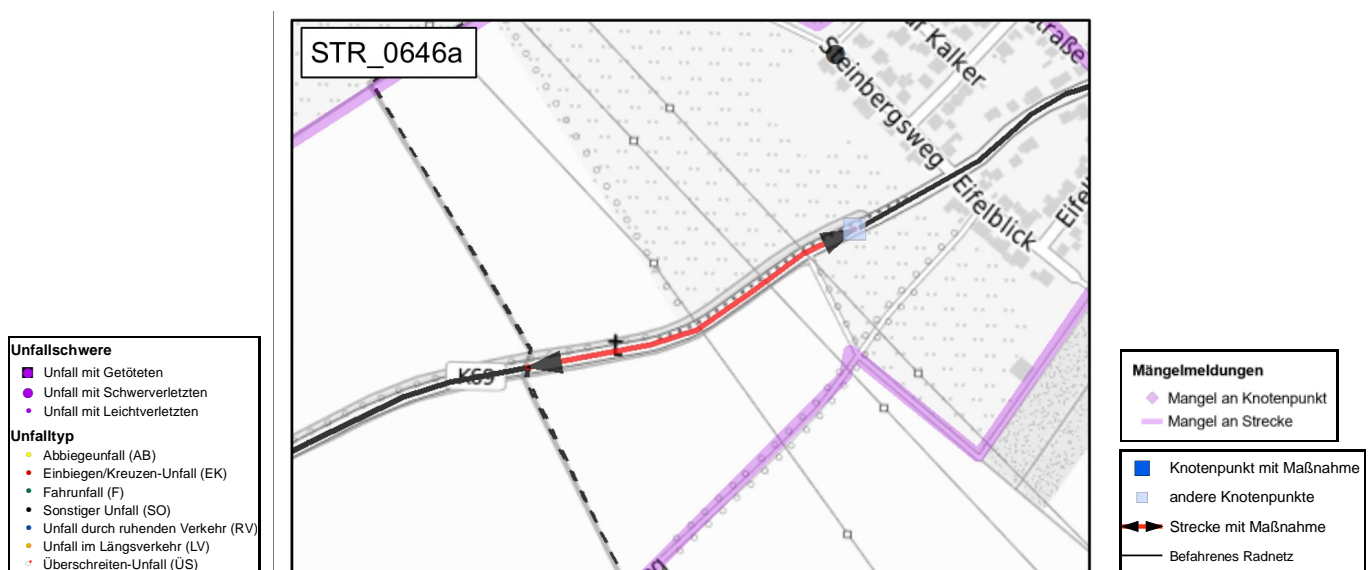 STR_0646a
Steinbergsweg
Kalker
straße
Eifelblick
K69
Unfallschwere
Unfall mit Getöteten
Unfall mit Schwerverletzten
Unfall mit Leichtverletzten
Unfalltyp
Abbiegeunfall (AB)
Einbiegen/Kreuzen-Unfall (EK)
Fahrunfall (F)
Sonstiger Unfall (SO)
Unfall durch ruhenden Verkehr (RV)
Unfall im Längsverkehr (LV)
Überschreiten-Unfall (ÜS)
Mängelmeldungen
Mangel an Knotenpunkt
Mangel an Strecke
Knotenpunkt mit Maßnahme
andere Knotenpunkte
Strecke mit Maßnahme
Befahrenes Radnetz